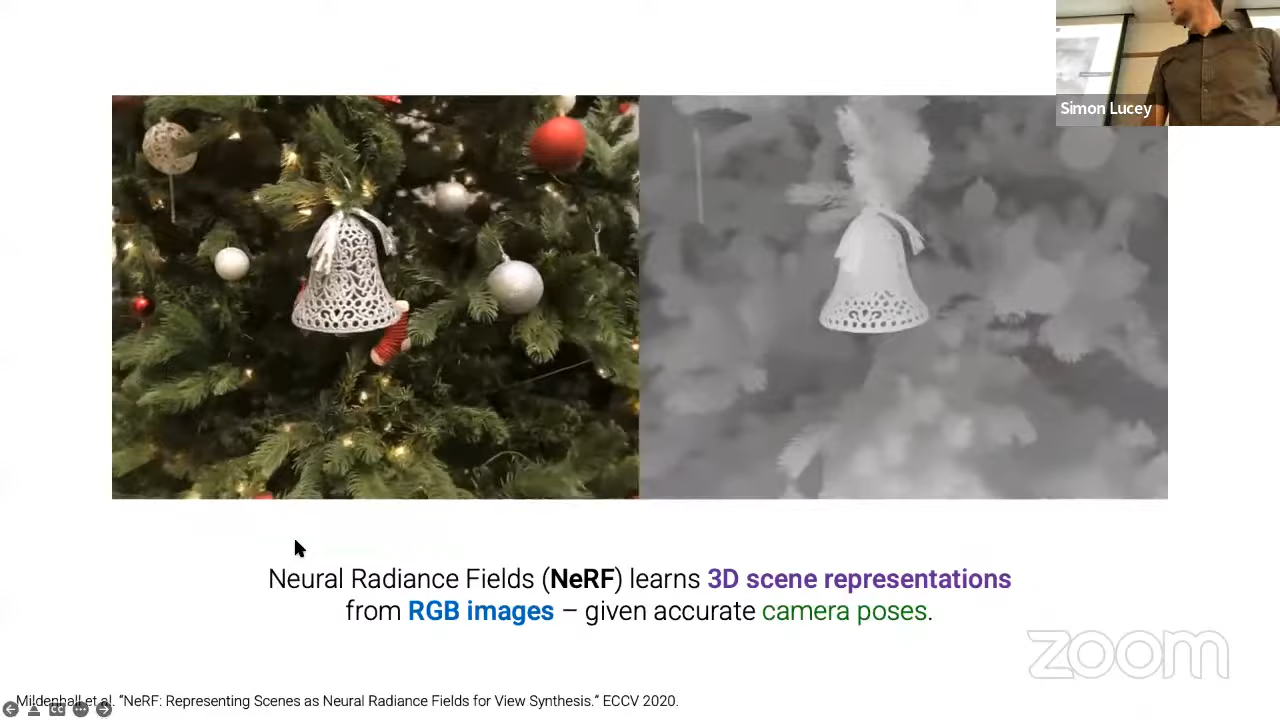 Simon Lucey
Neural Radiance Fields (NeRF) learns 3D scene representations
from RGB images – given accurate camera poses.
zoom
Mildenhall et al. “NeRF: Representing Scenes as Neural Radiance Fields for View Synthesis.” ECCV 2020.